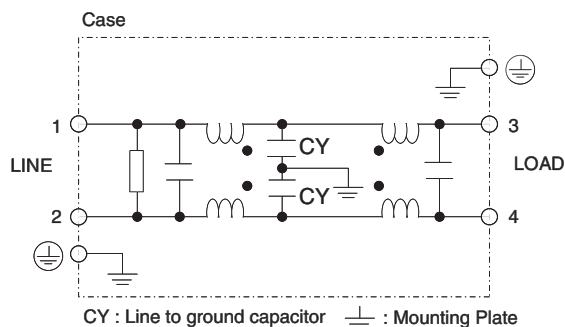 Case
1
3
CY
LINE
LOAD
CY
2
4
CY : Line to ground capacitor : Mounting Plate